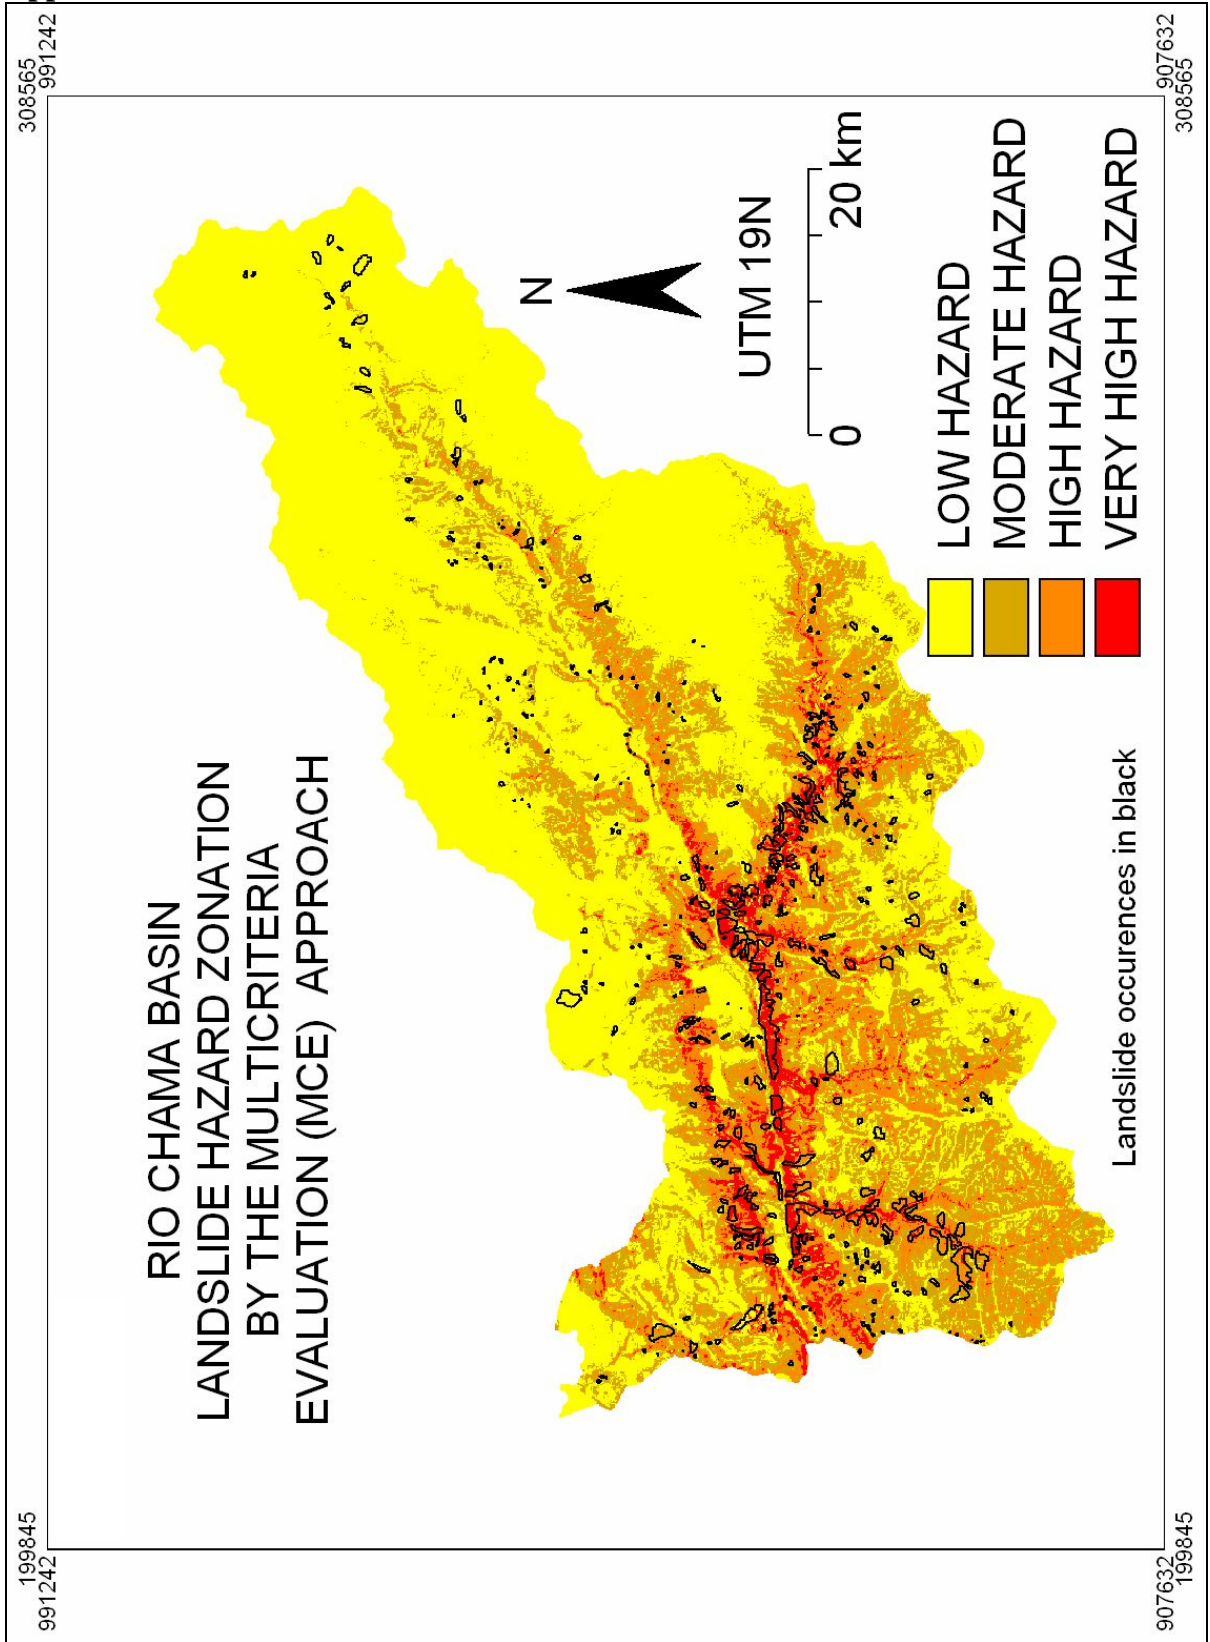 199845
991242
308565
991242
RIO CHAMA BASIN
LANDSLIDE HAZARD ZONATION
BY THE MULTICRITERIA
EVALUATION (MCE) APPROACH
N
UTM 19N
0
20 km
LOW HAZARD
MODERATE HAZARD
HIGH HAZARD
VERY HIGH HAZARD
Landslide occurences in black
907632
199845
907632
308565